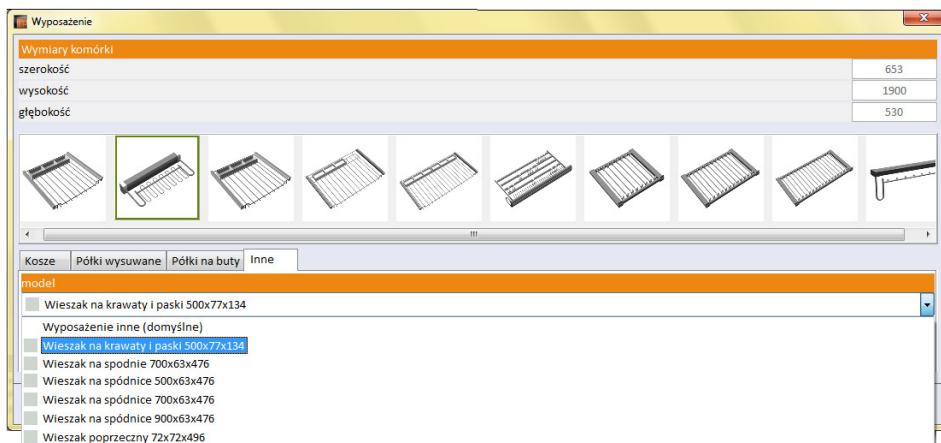 Wyposażenie
Wymiary komórki
szerokość 653
wysokość 1900
głębokość 530
Kosze Półki wysuwane Półki na buty Inne
model
Wieszak na krawaty i paski 500x77x134
Wyposażenie inne (domyślne)
Wieszak na krawaty i paski 500x77x134
Wieszak na spodnie 700x63x476
Wieszak na spódnice 500x63x476
Wieszak na spódnice 700x63x476
Wieszak na spódnice 900x63x476
Wieszak poprzeczny 72x72x496